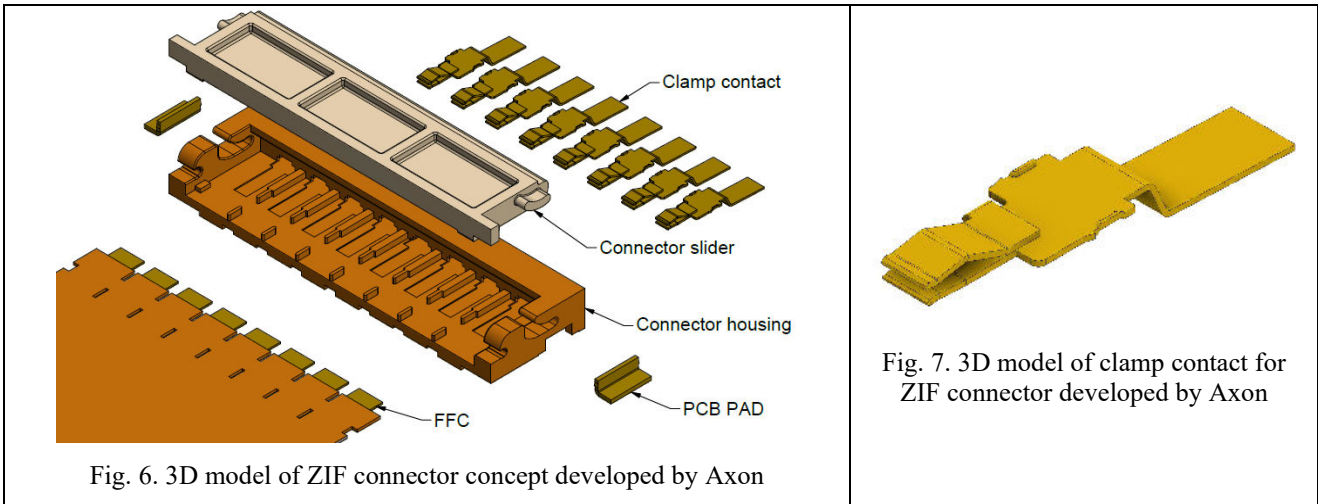 Clamp contact
Connector slider
Connector housing
PCB PAD
FFC
Fig. 6. 3D model of ZIF connector concept developed by Axon
Fig. 7. 3D model of clamp contact for
ZIF connector developed by Axon